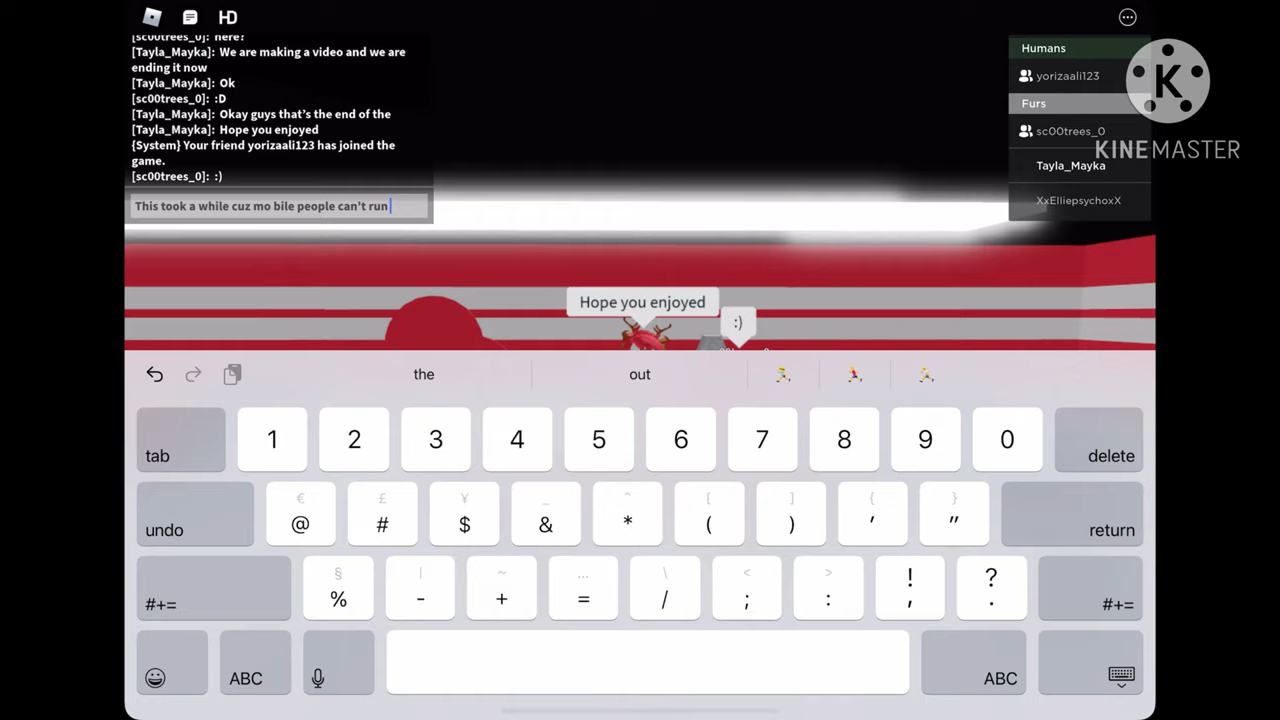 HD
[sc00trees_0]: here?
[Tayla_Mayka]: We are making a video and we are
ending it now
[Tayla_Mayka]: Ok
[sc00trees_0]: :D
[Tayla_Mayka]: Okay guys that's the end of the
[Tayla_Mayka]: Hope you enjoyed
{System} Your friend yorizaali123 has joined the
game.
[sc00trees_0]: :)
This took a while cuz mo bile people can't run
Humans
yorizaali123
Furs
sc00trees_0
Tayla_Mayka
XxElliepsychoxX
K
KINEMASTER
Hope you enjoyed
:)
the out
tab 1 2 3 4 5 6 7 8 9 0 delete
€ £ ¥ _ ^ [ ] { }
undo @ # $ & * ( ) ' " return
§ | ~ … \ < > ! ?
#+= % - + = / ; : , . #+=
ABC ABC